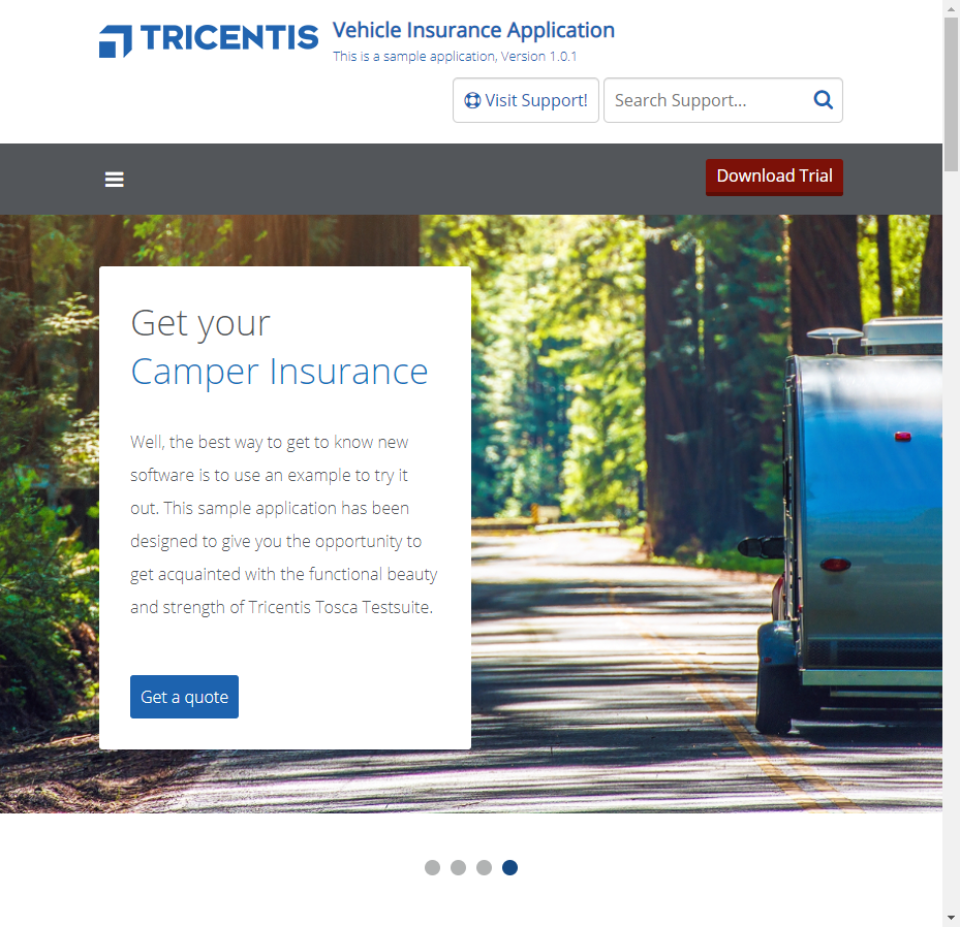 TRICENTIS
Vehicle Insurance Application
This is a sample application, Version 1.0.1
Visit Support!
Search Support...
Download Trial
Get your
Camper Insurance
Well, the best way to get to know new
software is to use an example to try it
out. This sample application has been
designed to give you the opportunity to
get acquainted with the functional beauty
and strength of Tricentis Tosca Testsuite.
Get a quote